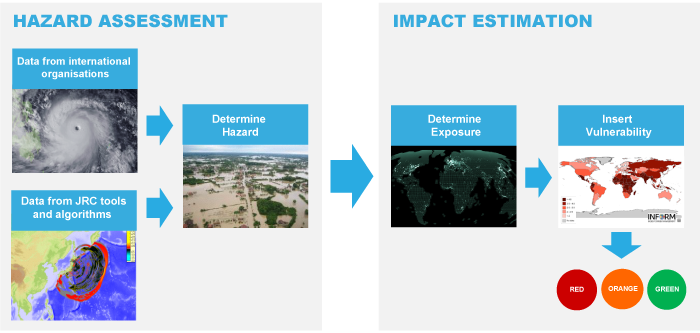 HAZARD ASSESSMENT
Data from international
organisations
Data from JRC tools
and algorithms
Determine
Hazard
IMPACT ESTIMATION
Determine
Exposure
Insert
Vulnerability
INFORM
RED
ORANGE
GREEN